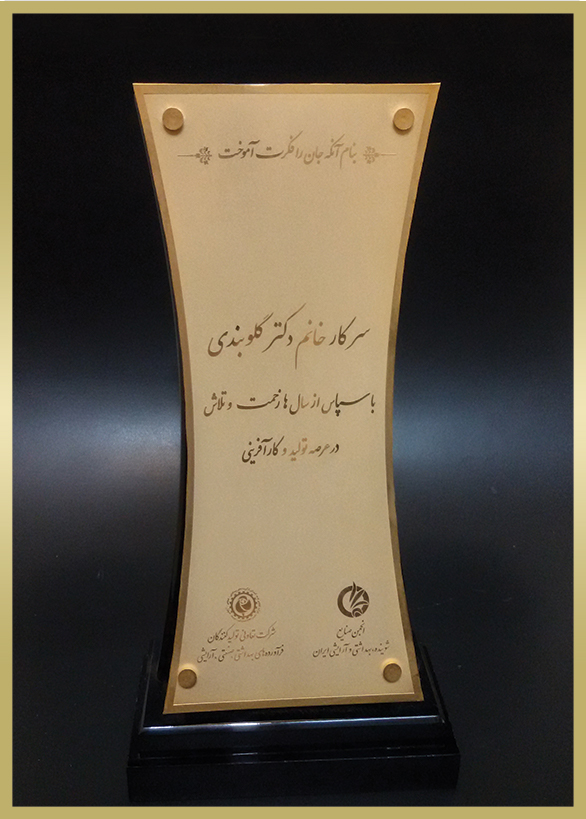 بنام آنکه جان را فکرت آموخت
سرکار خانم دکتر گلوبندی
با سپاس از سال ها زحمت و تلاش
در عرصه تولید و کارآفرینی
انجمن صنایع
شوینده، بهداشتی و آرایشی ایران
شرکت تعاونی تولیدکنندگان
فرآورده‌های بهداشتی، صنعتی، آرایشی